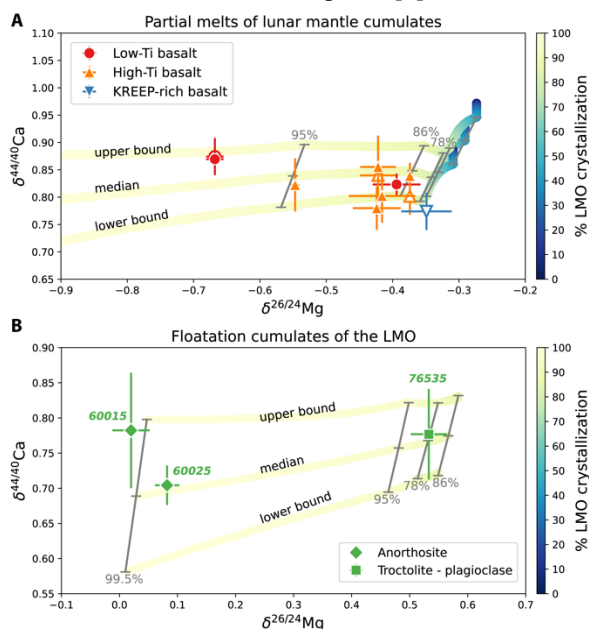 A
Partial melts of lunar mantle cumulates
1.10
1.05
1.00
0.95
0.90
0.85
0.80
0.75
0.70
0.65
δ44/40Ca
Low-Ti basalt
High-Ti basalt
KREEP-rich basalt
95%
86%
78%
upper bound
median
lower bound
−0.9 −0.8 −0.7 −0.6 −0.5 −0.4 −0.3 −0.2
δ26/24Mg
100
90
80
70
60
50
40
30
20
10
0
% LMO crystallization
B
Floatation cumulates of the LMO
0.90
0.85
0.80
0.75
0.70
0.65
0.60
0.55
δ44/40Ca
60015
60025
76535
upper bound
median
lower bound
95%
78%
86%
99.5%
Anorthosite
Troctolite - plagioclase
−0.1 0.0 0.1 0.2 0.3 0.4 0.5 0.6 0.7
δ26/24Mg
100
90
80
70
60
50
40
30
20
10
0
% LMO crystallization